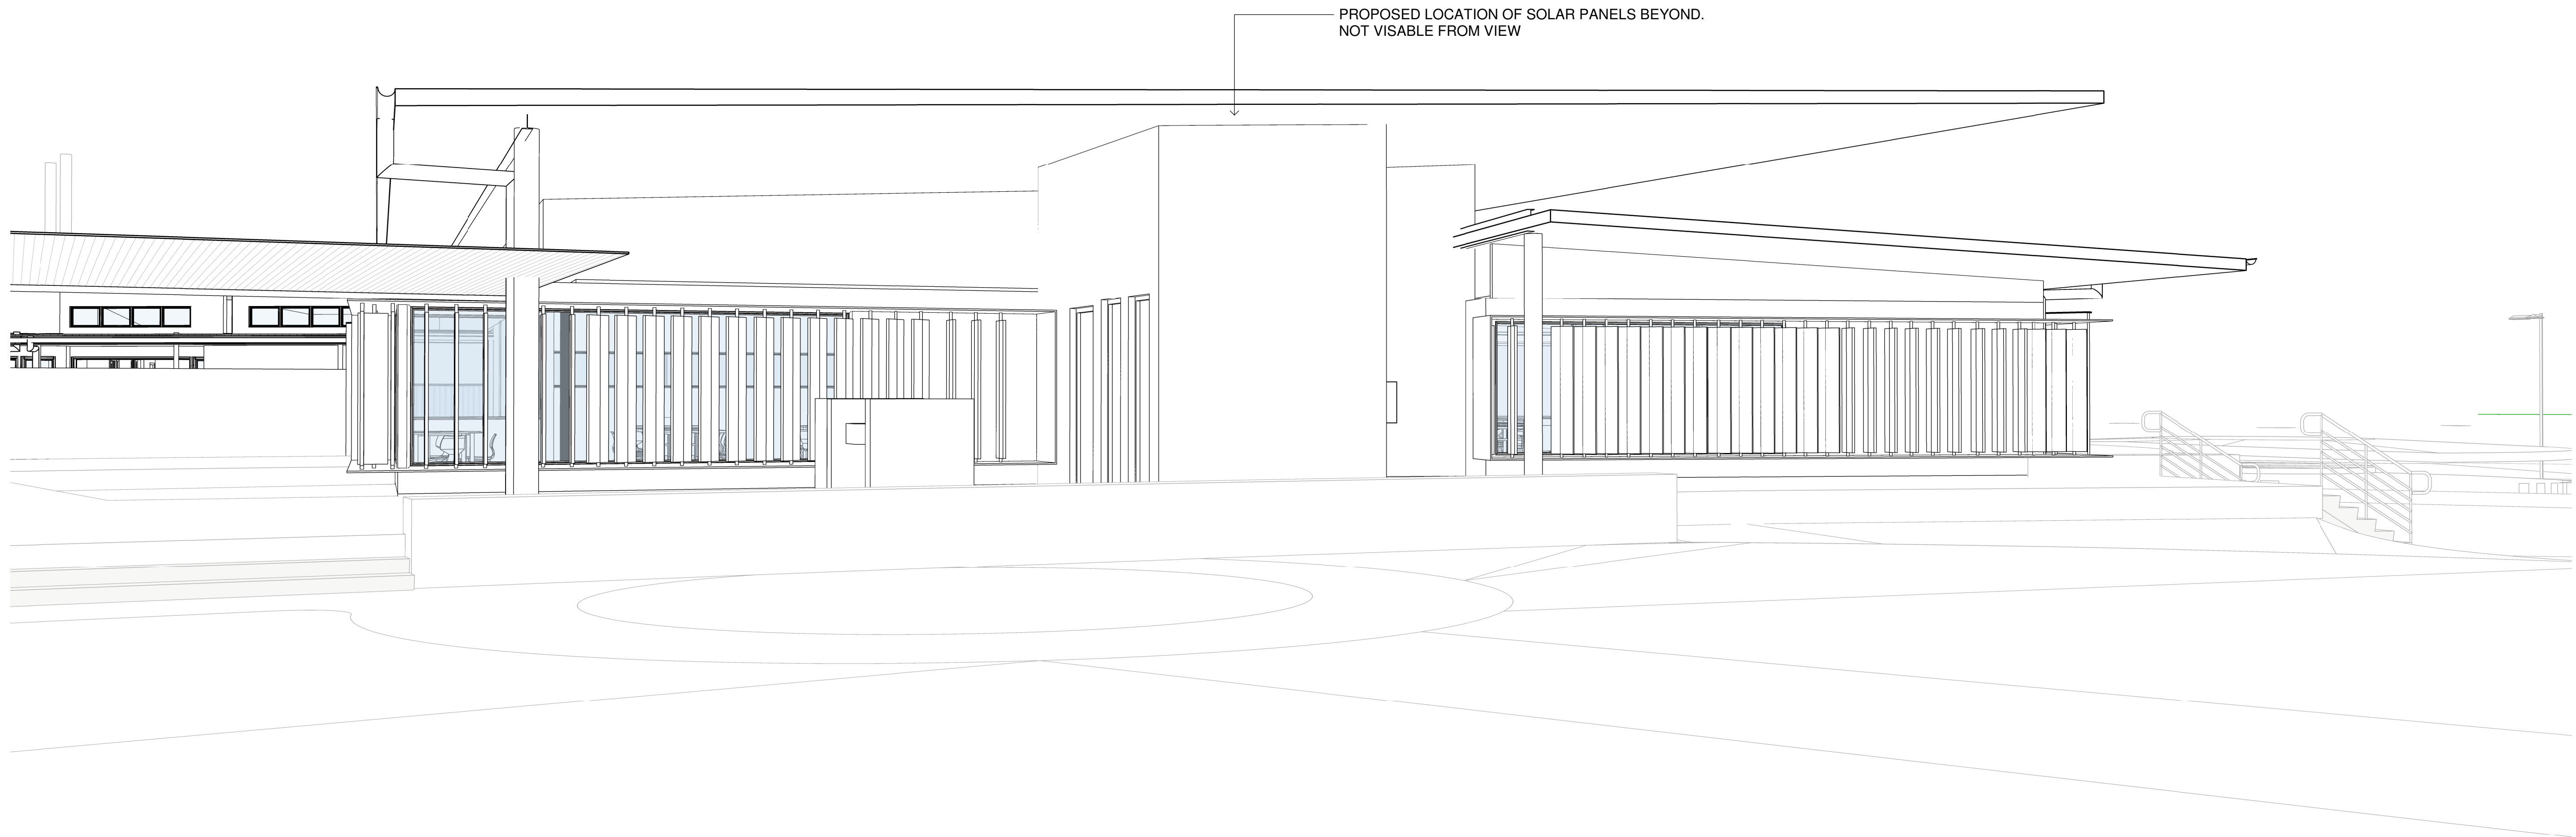 PROPOSED LOCATION OF SOLAR PANELS BEYOND.
NOT VISABLE FROM VIEW